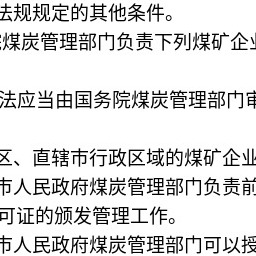 法规规定的其他条件。
煤炭管理部门负责下列煤矿企
法应当由国务院煤炭管理部门审
区、直辖市行政区域的煤矿企业
市人民政府煤炭管理部门负责前
可证的颁发管理工作。
市人民政府煤炭管理部门可以授